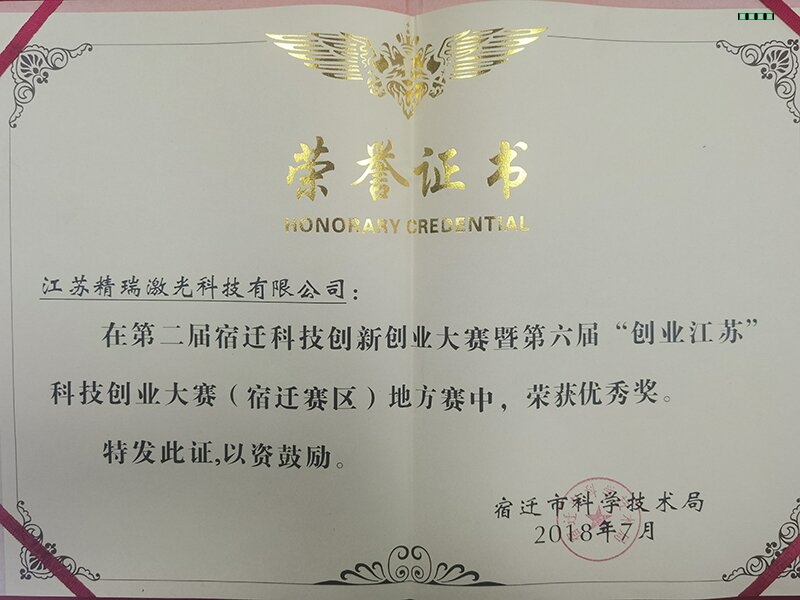 荣誉证书
HONORARY CREDENTIAL
江苏精瑞激光科技有限公司：
在第二届宿迁科技创新创业大赛暨第六届“创业江苏”
科技创业大赛（宿迁赛区）地方赛中，荣获优秀奖。
特发此证,以资鼓励。
宿迁市科学技术局
2018年7月